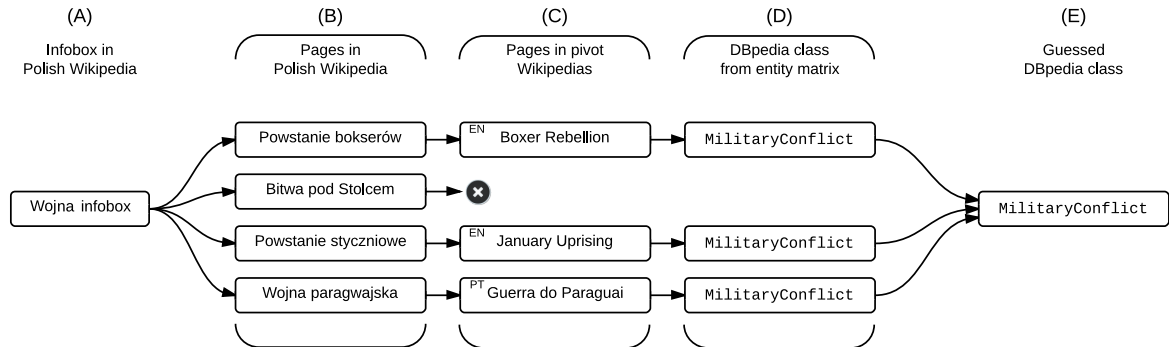 (A)
(B)
(C)
(D)
(E)
Infobox in
Polish Wikipedia
Pages in
Polish Wikipedia
Pages in pivot
Wikipedias
DBpedia class
from entity matrix
Guessed
DBpedia class
Powstanie bokserów
EN Boxer Rebellion
MilitaryConflict
Bitwa pod Stolcem
Wojna infobox
MilitaryConflict
Powstanie styczniowe
EN January Uprising
MilitaryConflict
Wojna paragwajska
PT Guerra do Paraguai
MilitaryConflict